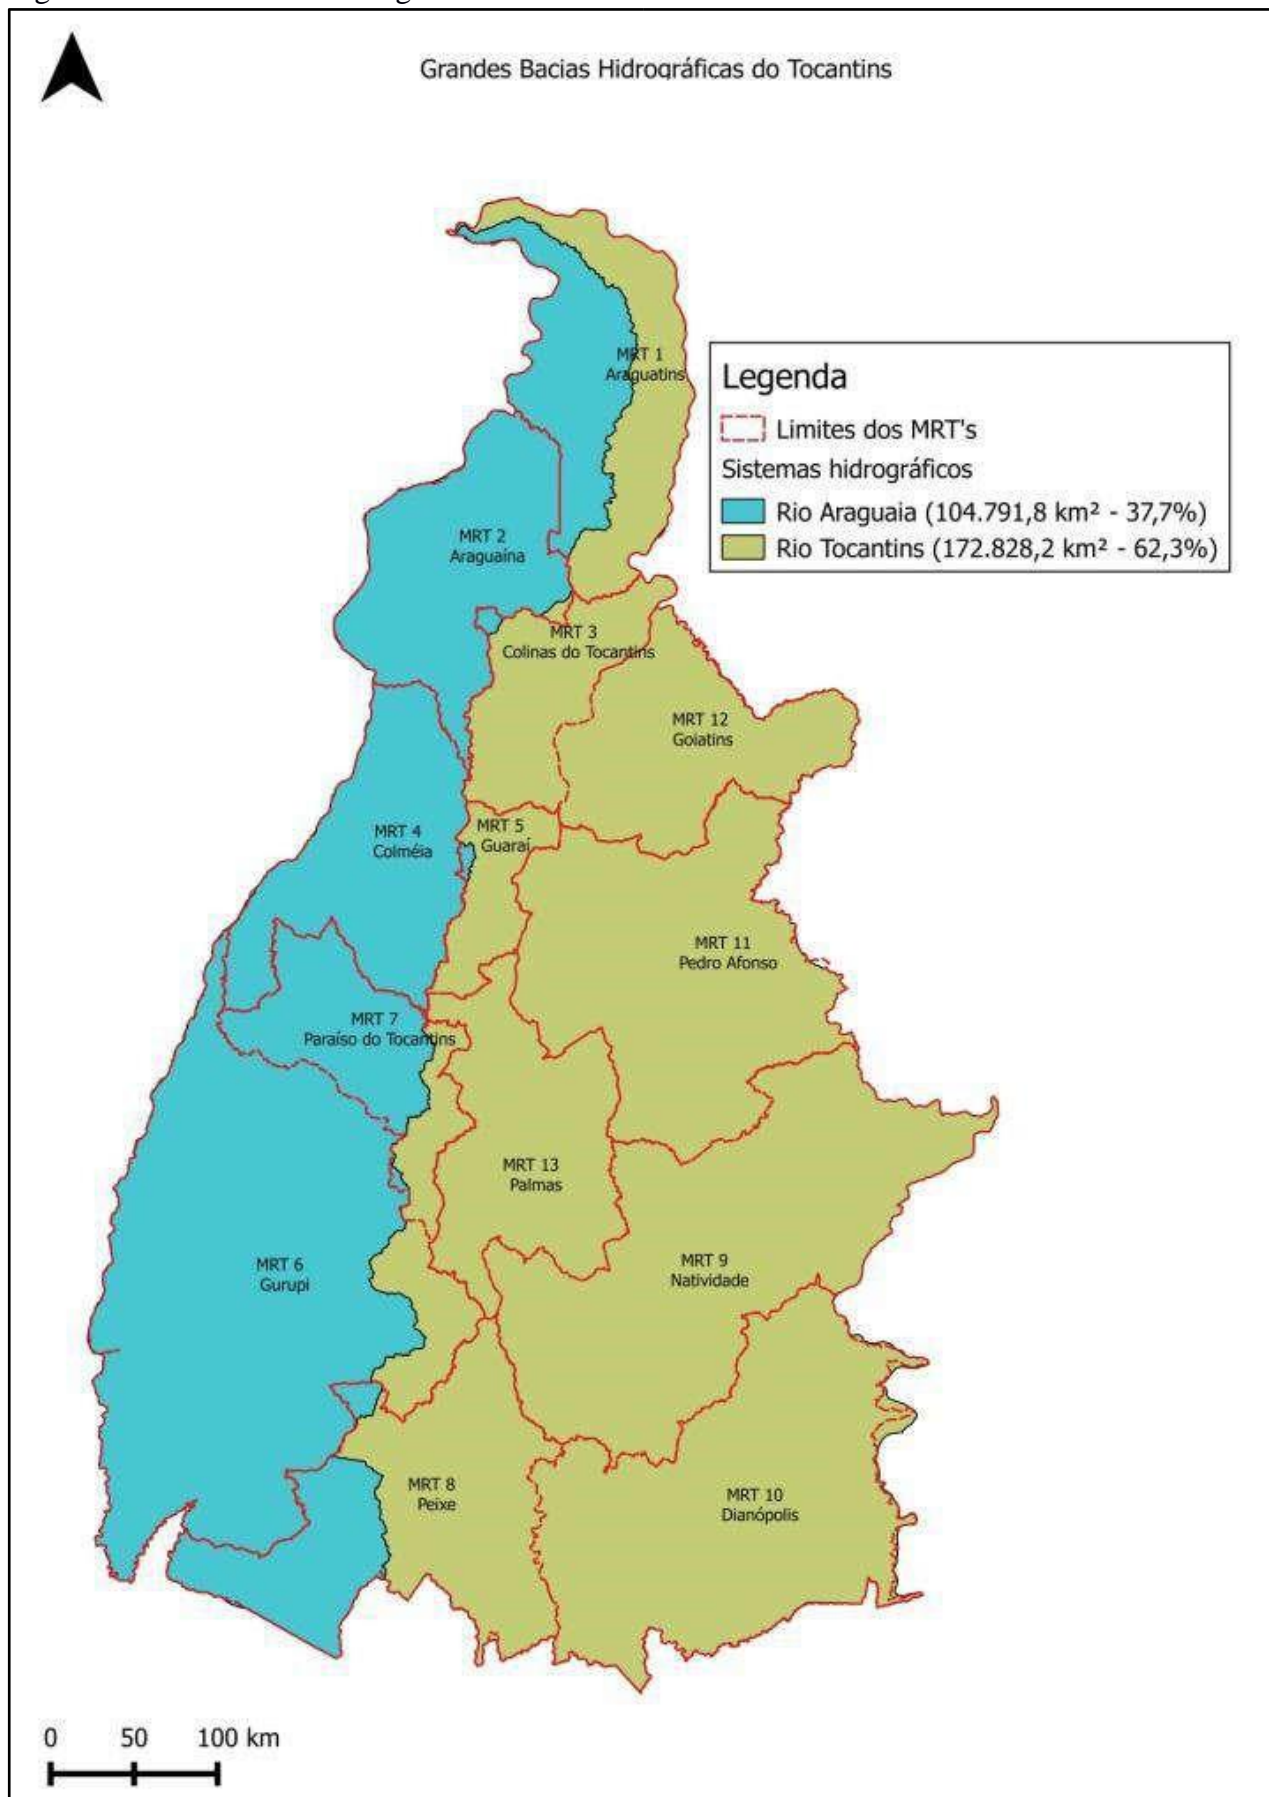 Grandes Bacias Hidrográficas do Tocantins
MRT 1
Araguatins
Legenda
Limites dos MRT's
Sistemas hidrográficos
Rio Araguaia (104.791,8 km² - 37,7%)
Rio Tocantins (172.828,2 km² - 62,3%)
MRT 2
Araguaína
MRT 3
Colinas do Tocantins
MRT 12
Goiatins
MRT 4
Colméia
MRT 5
Guaraí
MRT 11
Pedro Afonso
MRT 7
Paraíso do Tocantins
MRT 13
Palmas
MRT 6
Gurupi
MRT 9
Natividade
MRT 8
Peixe
MRT 10
Dianópolis
0 50 100 km